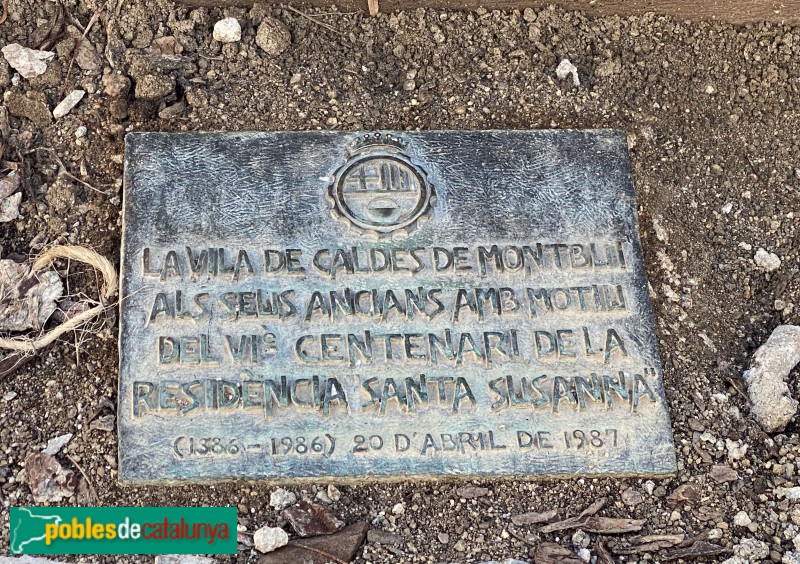 LA VILA DE CALDES DE MONTBUI
ALS SEUS ANCIANS AMB MOTIU
DEL VIè CENTENARI DE LA
RESIDÈNCIA "SANTA SUSANNA"
(1386-1986) 20 D'ABRIL DE 1987
poblesdecatalunya